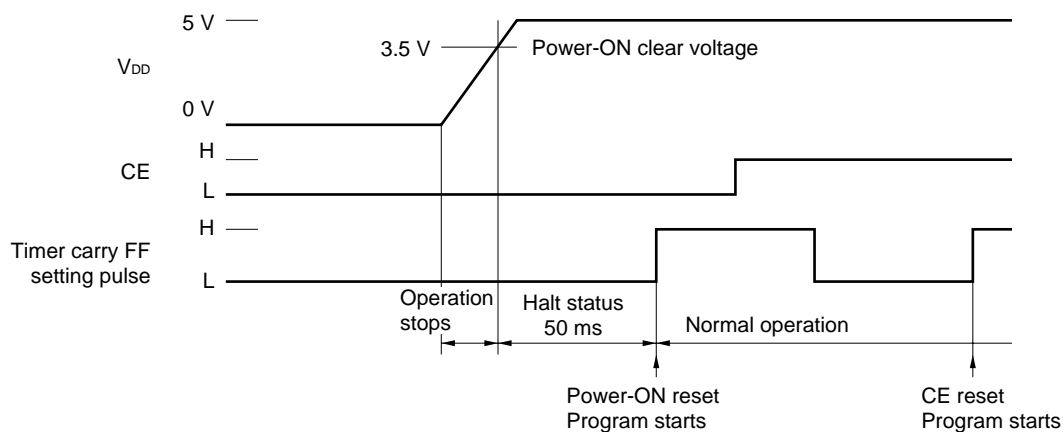 5 V
3.5 V
Power-ON clear voltage
VDD
0 V
H
CE
L
H
Timer carry FF
setting pulse
L
Operation
stops
Halt status
50 ms
Normal operation
Power-ON reset
Program starts
CE reset
Program starts